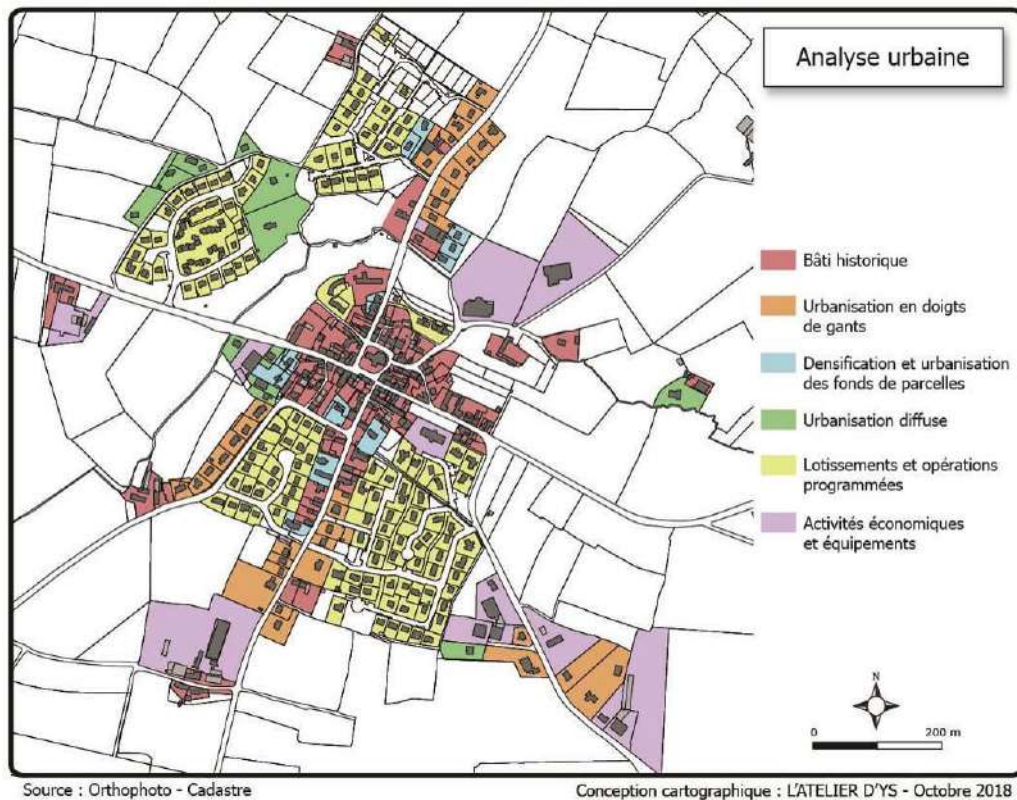 Analyse urbaine
Bâti historique
Urbanisation en doigts
de gants
Densification et urbanisation
des fonds de parcelles
Urbanisation diffuse
Lotissements et opérations
programmées
Activités économiques
et équipements
N
0 200 m
Source : Orthophoto - Cadastre
Conception cartographique : L'ATELIER D'YS - Octobre 2018